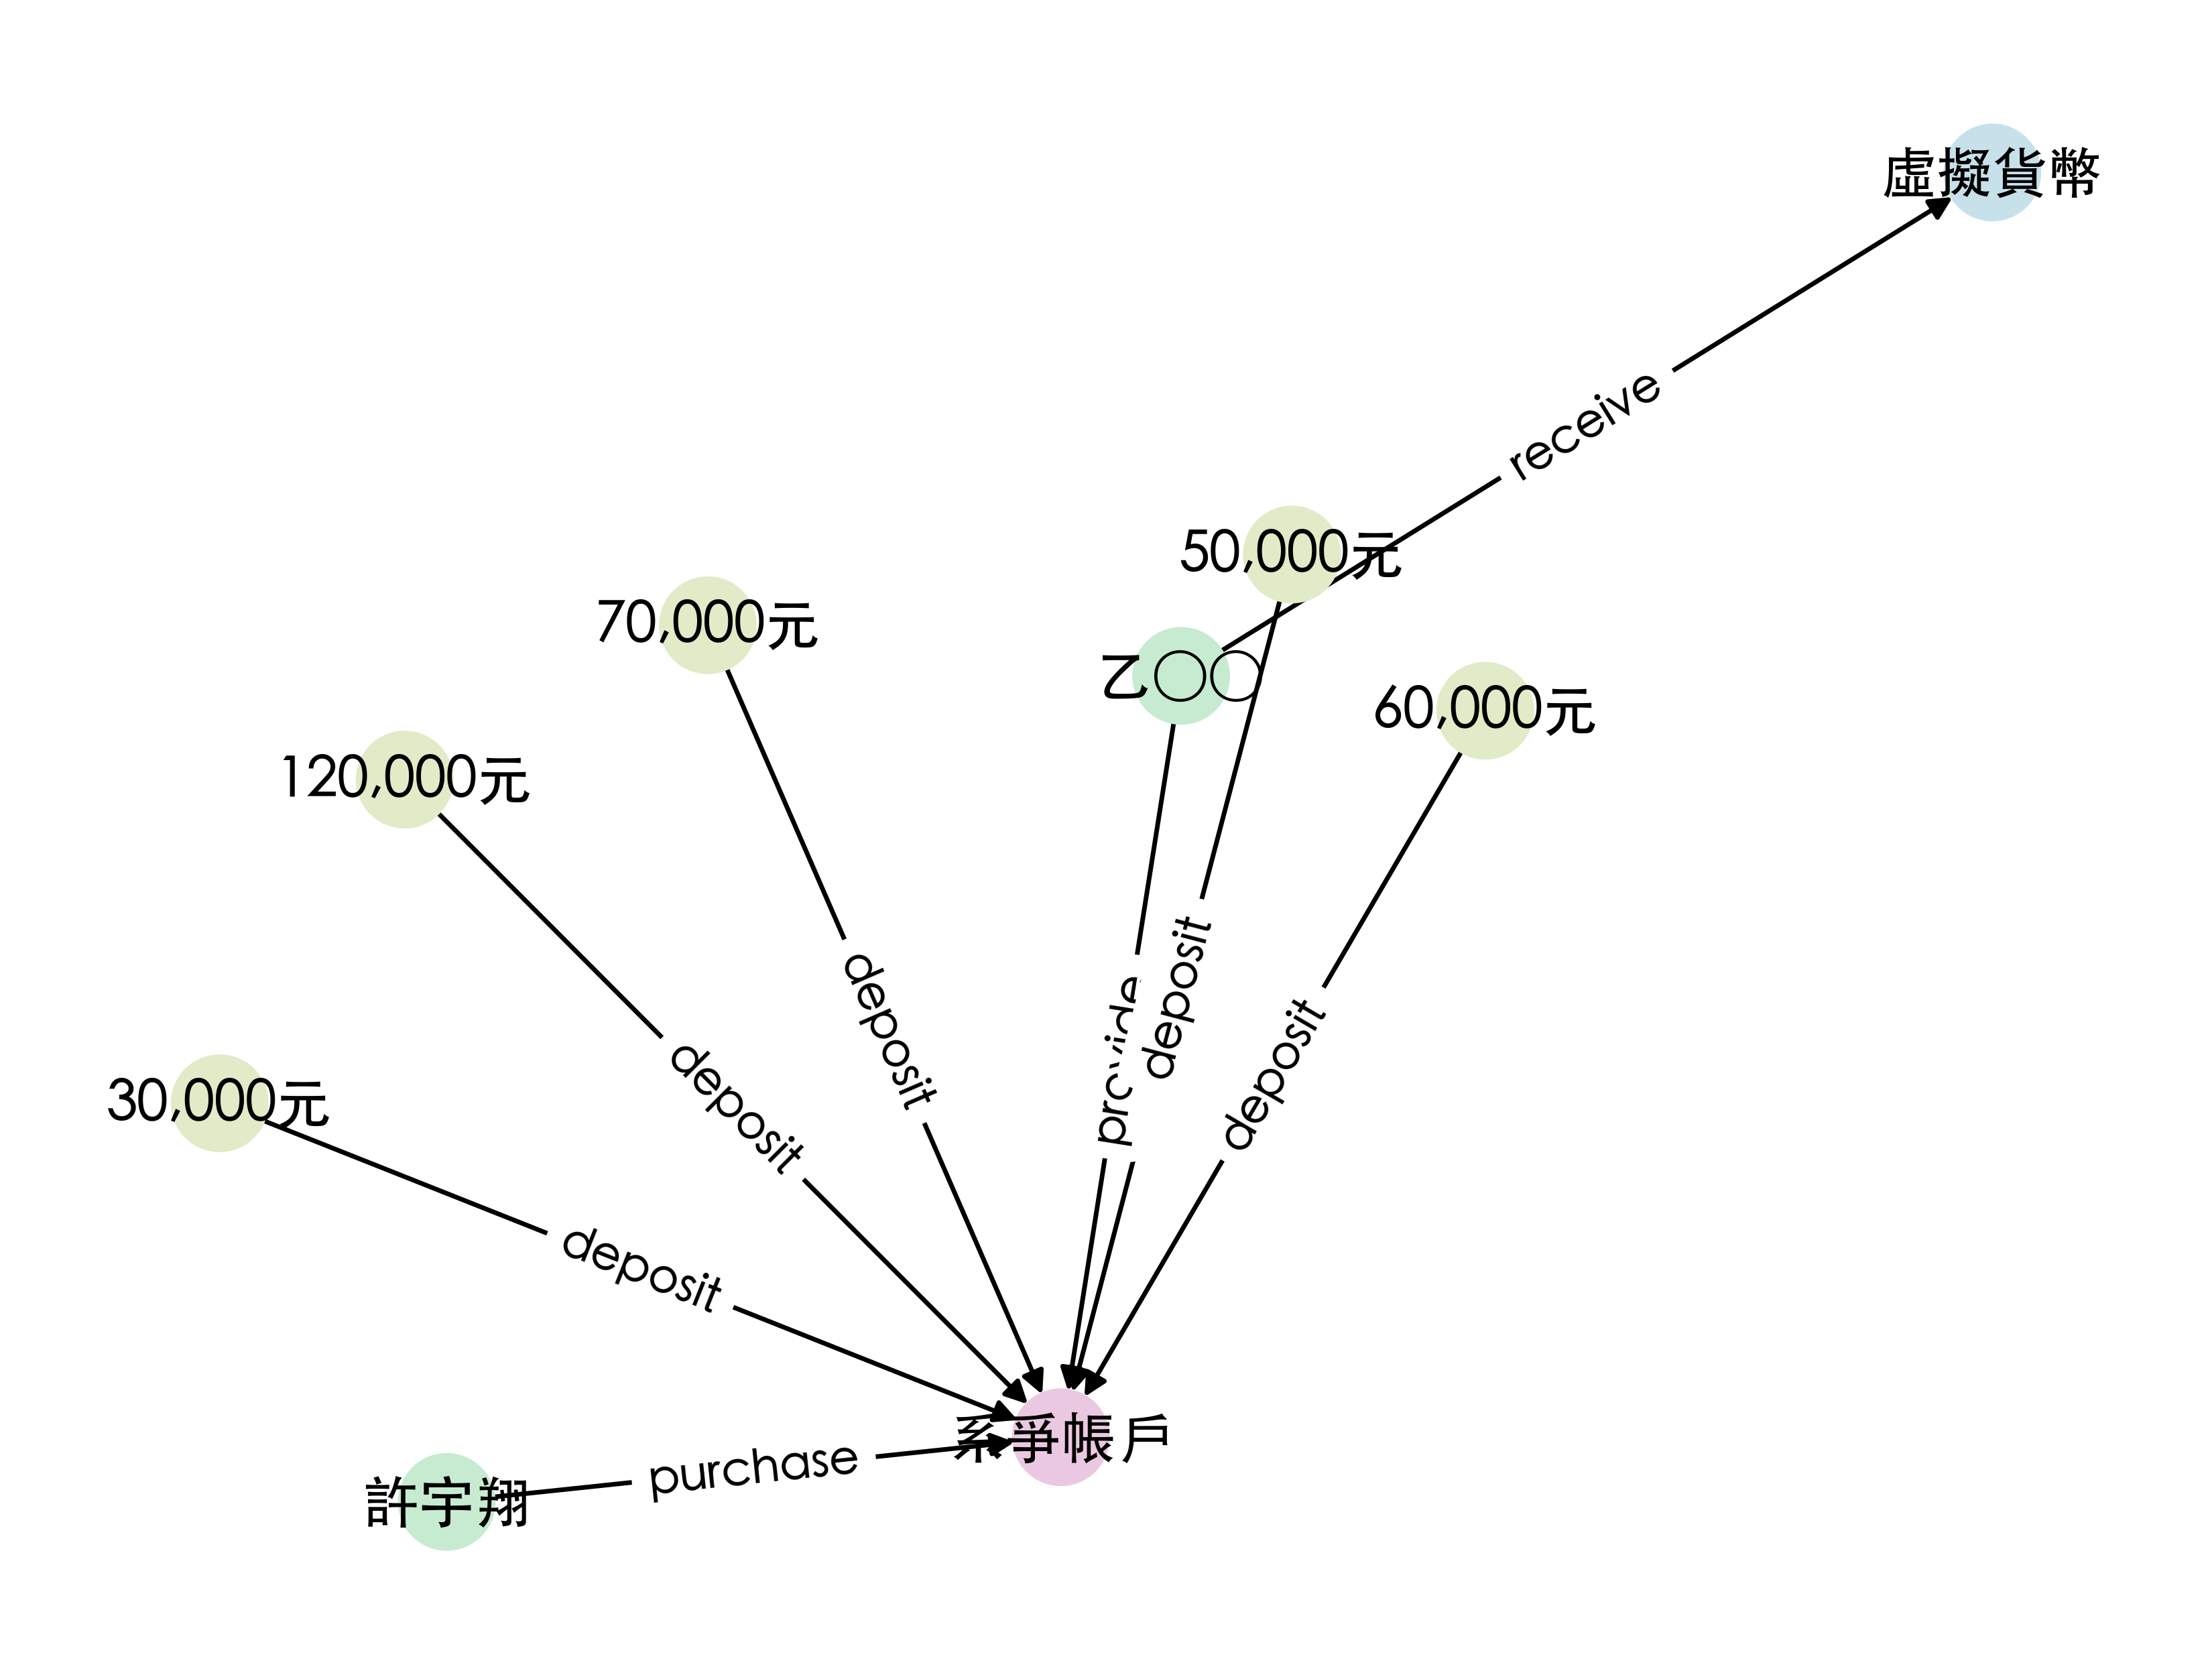 虛擬貨幣
receive
50,000元
70,000元
乙〇〇
60,000元
120,000元
deposit
deposit
provide
deposit
deposit
30,000元
deposit
系爭帳戶
purchase
許宇翔